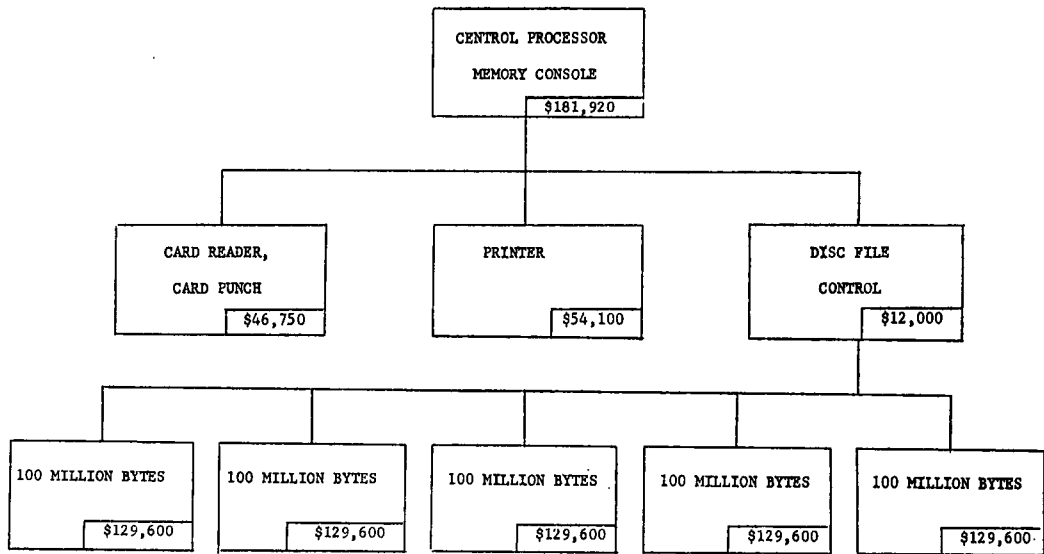 CENTROL PROCESSOR
MEMORY CONSOLE
$181,920
CARD READER,
CARD PUNCH
$46,750
PRINTER
$54,100
DISC FILE
CONTROL
$12,000
100 MILLION BYTES
$129,600
100 MILLION BYTES
$129,600
100 MILLION BYTES
$129,600
100 MILLION BYTES
$129,600
100 MILLION BYTES
$129,600